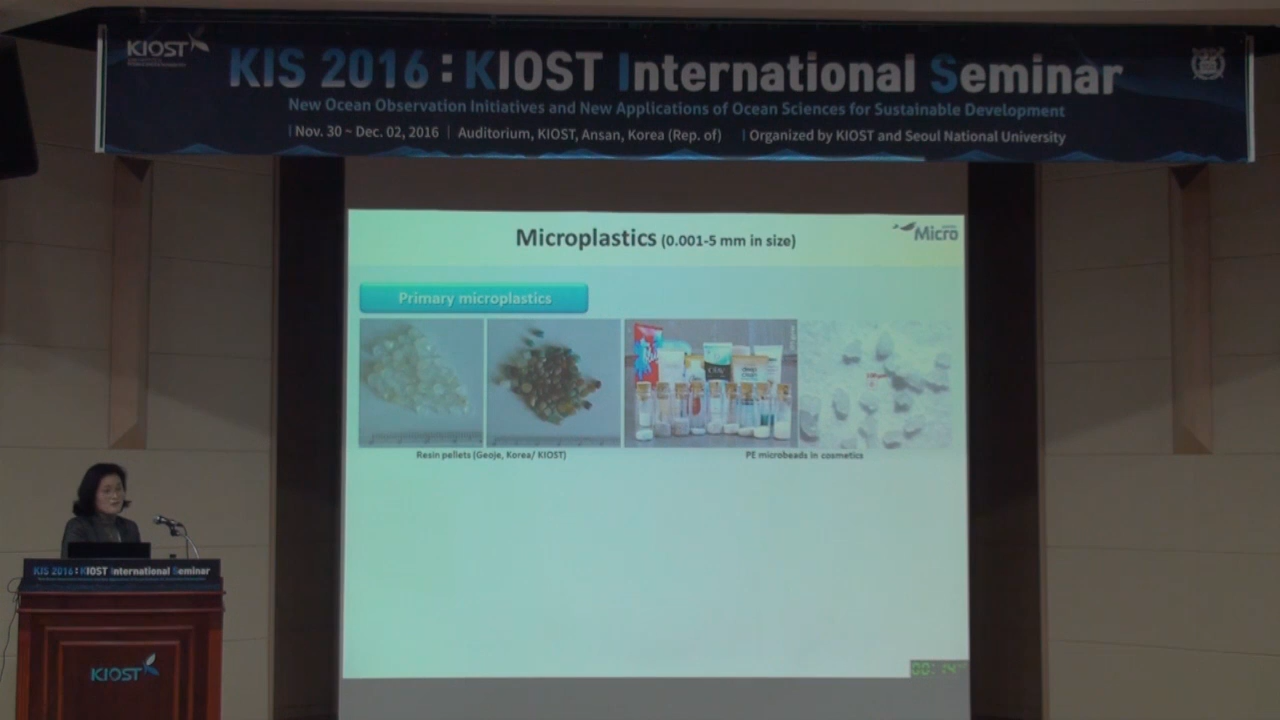 KIOST
KIS 2016 : KIOST International Seminar
New Ocean Observation Initiatives and New Applications of Ocean Sciences for Sustainable Development
Nov. 30 ~ Dec. 02, 2016 | Auditorium, KIOST, Ansan, Korea (Rep. of) | Organized by KIOST and Seoul National University
Microplastics (0.001-5 mm in size)
Micro
Primary microplastics
OLAY
Resin pellets (Geoje, Korea/ KIOST)
PE microbeads in cosmetics
KIS 2016 : KIOST International Seminar
KIOST